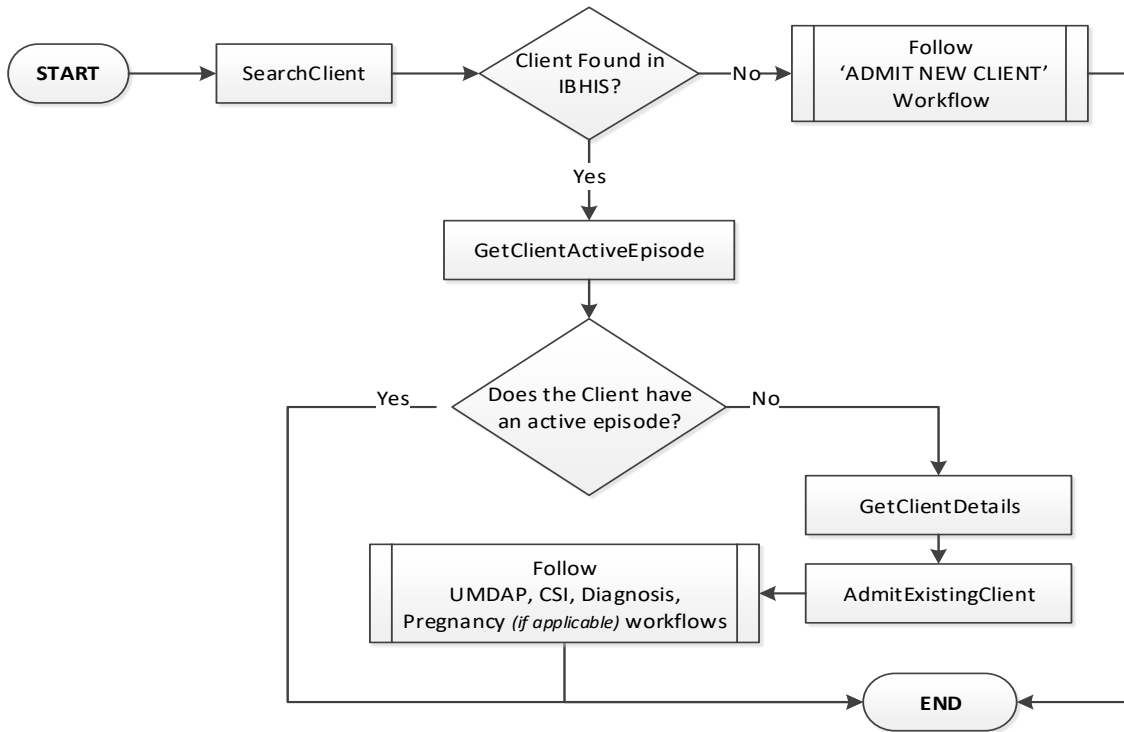 START
SearchClient
Client Found in
IBHIS?
No
Follow
‘ADMIT NEW CLIENT’
Workflow
Yes
GetClientActiveEpisode
Does the Client have
an active episode?
Yes
No
GetClientDetails
AdmitExistingClient
Follow
UMDAP, CSI, Diagnosis,
Pregnancy (if applicable) workflows
END